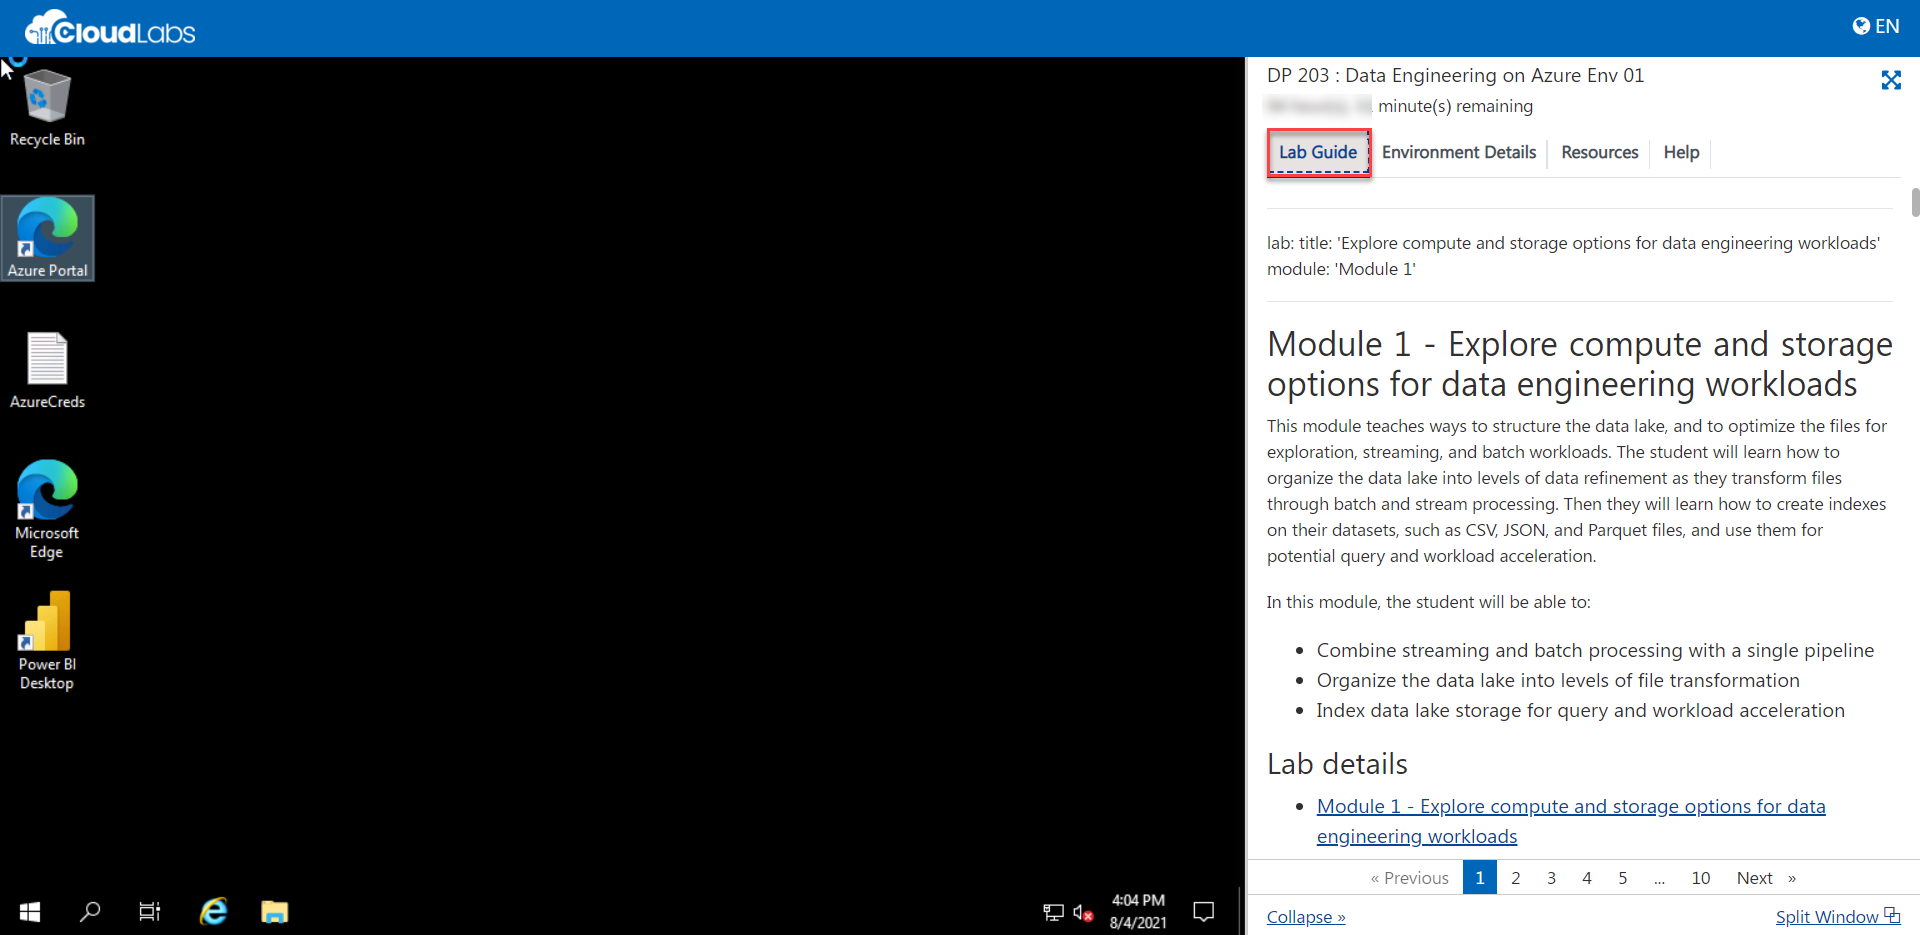 CloudLabs
EN
Recycle Bin
Azure Portal
AzureCreds
Microsoft
Edge
Power BI
Desktop
4:04 PM
8/4/2021
DP 203 : Data Engineering on Azure Env 01
minute(s) remaining
Lab Guide
Environment Details
Resources
Help
lab: title: 'Explore compute and storage options for data engineering workloads'
module: 'Module 1'
Module 1 - Explore compute and storage
options for data engineering workloads
This module teaches ways to structure the data lake, and to optimize the files for
exploration, streaming, and batch workloads. The student will learn how to
organize the data lake into levels of data refinement as they transform files
through batch and stream processing. Then they will learn how to create indexes
on their datasets, such as CSV, JSON, and Parquet files, and use them for
potential query and workload acceleration.
In this module, the student will be able to:
• Combine streaming and batch processing with a single pipeline
• Organize the data lake into levels of file transformation
• Index data lake storage for query and workload acceleration
Lab details
• Module 1 - Explore compute and storage options for data
engineering workloads
« Previous 1 2 3 4 5 ... 10 Next »
Collapse »
Split Window